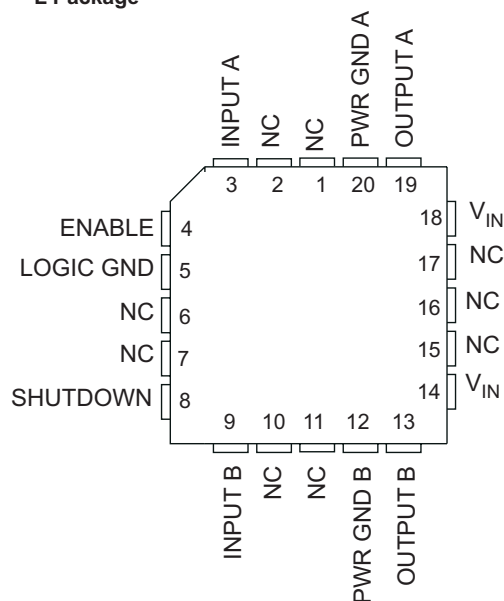 L Package
INPUT A
NC
NC
PWR GND A
OUTPUT A
3 2 1 20 19
ENABLE 4
LOGIC GND 5
NC 6
NC 7
SHUTDOWN 8
18 VIN
17 NC
16 NC
15 NC
14 VIN
9 10 11 12 13
INPUT B
NC
NC
PWR GND B
OUTPUT B